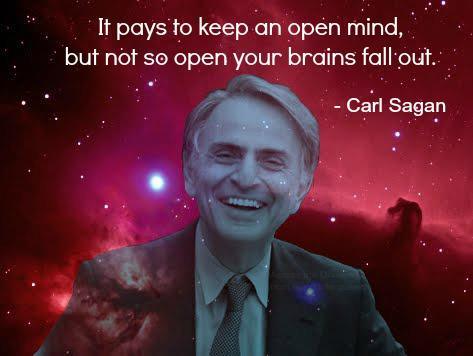 It pays to keep an open mind,
but not so open your brains fall out.
- Carl Sagan